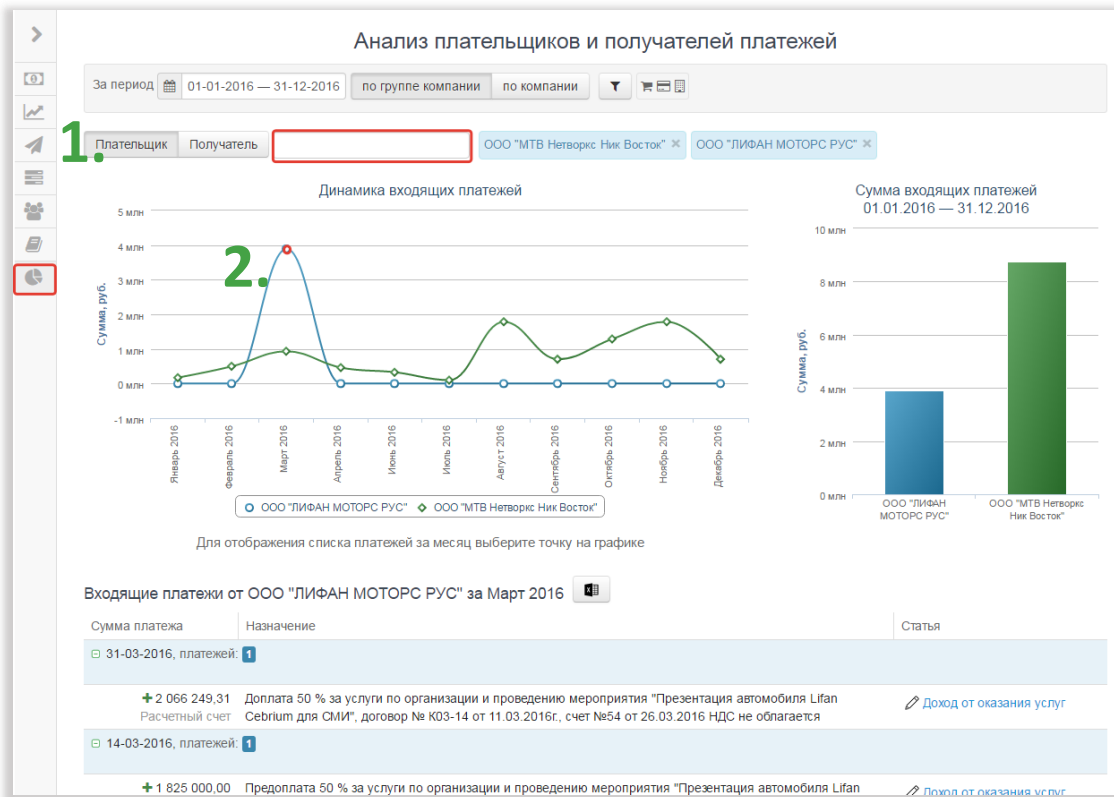 Анализ плательщиков и получателей платежей
За период 01-01-2016 — 31-12-2016 по группе компании по компании
1.
Плательщик Получатель ООО "МТВ Нетворкс Ник Восток" × ООО "ЛИФАН МОТОРС РУС" ×
Динамика входящих платежей
5 млн
4 млн
3 млн
2 млн
1 млн
0 млн
-1 млн
Сумма, руб.
2.
Январь 2016
Февраль 2016
Март 2016
Апрель 2016
Июнь 2016
Июль 2016
Август 2016
Сентябрь 2016
Октябрь 2016
Ноябрь 2016
Декабрь 2016
ООО "ЛИФАН МОТОРС РУС" ООО "МТВ Нетворкс Ник Восток"
Для отображения списка платежей за месяц выберите точку на графике
Сумма входящих платежей
01.01.2016 — 31.12.2016
10 млн
8 млн
6 млн
4 млн
2 млн
0 млн
Сумма, руб.
ООО "ЛИФАН
МОТОРС РУС"
ООО "МТВ Нетворкс
Ник Восток"
Входящие платежи от ООО "ЛИФАН МОТОРС РУС" за Март 2016
Сумма платежа Назначение Статья
31-03-2016, платежей: 1
+2 066 249,31 Доплата 50 % за услуги по организации и проведению мероприятия "Презентация автомобиля Lifan
Расчетный счет Cebrium для СМИ", договор № К03-14 от 11.03.2016г., счет №54 от 26.03.2016 НДС не облагается
Доход от оказания услуг
14-03-2016, платежей: 1
+1 825 000,00 Предоплата 50 % за услуги по организации и проведению мероприятия "Презентация автомобиля Lifan
Доход от оказания услуг